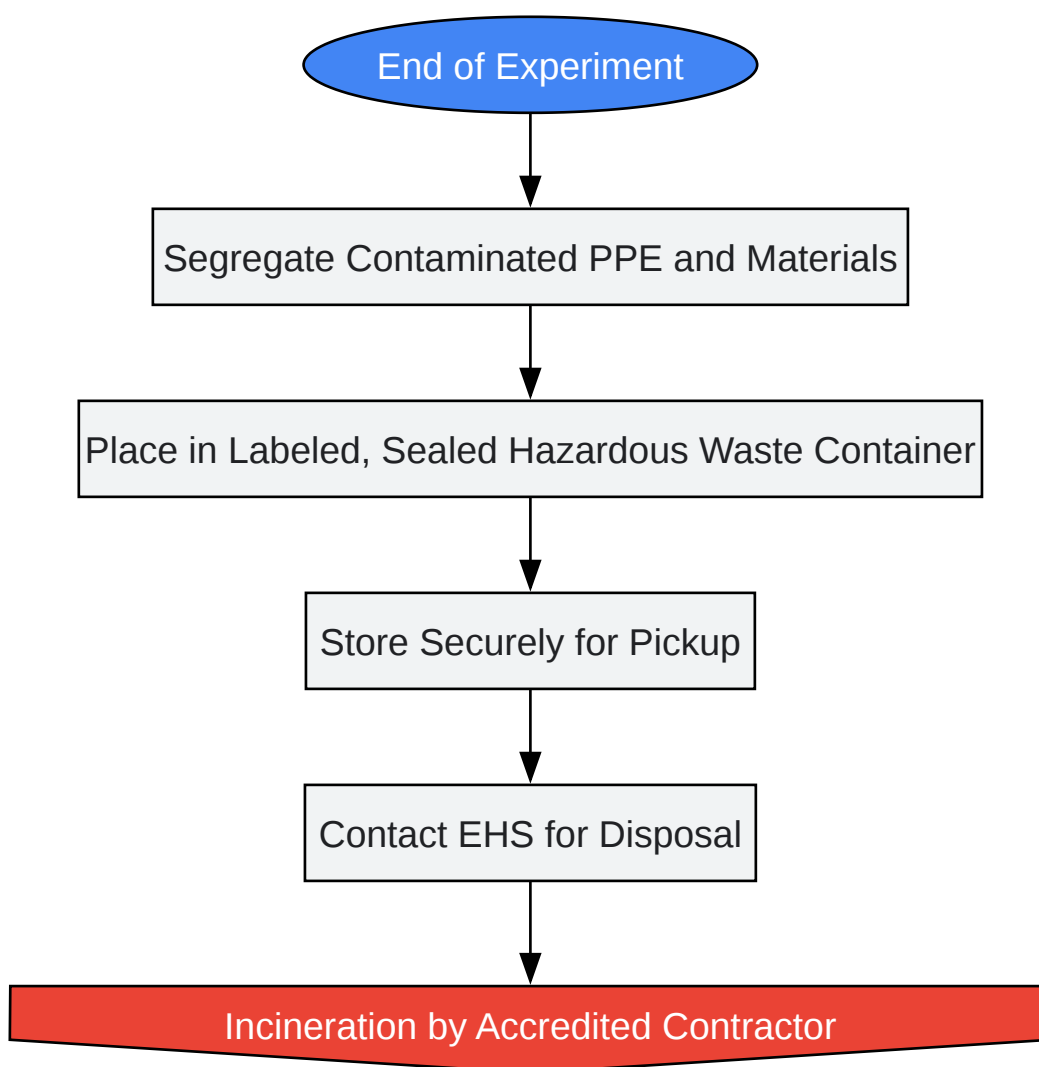 End of Experiment
Segregate Contaminated PPE and Materials
Place in Labeled, Sealed Hazardous Waste Container
Store Securely for Pickup
Contact EHS for Disposal
Incineration by Accredited Contractor